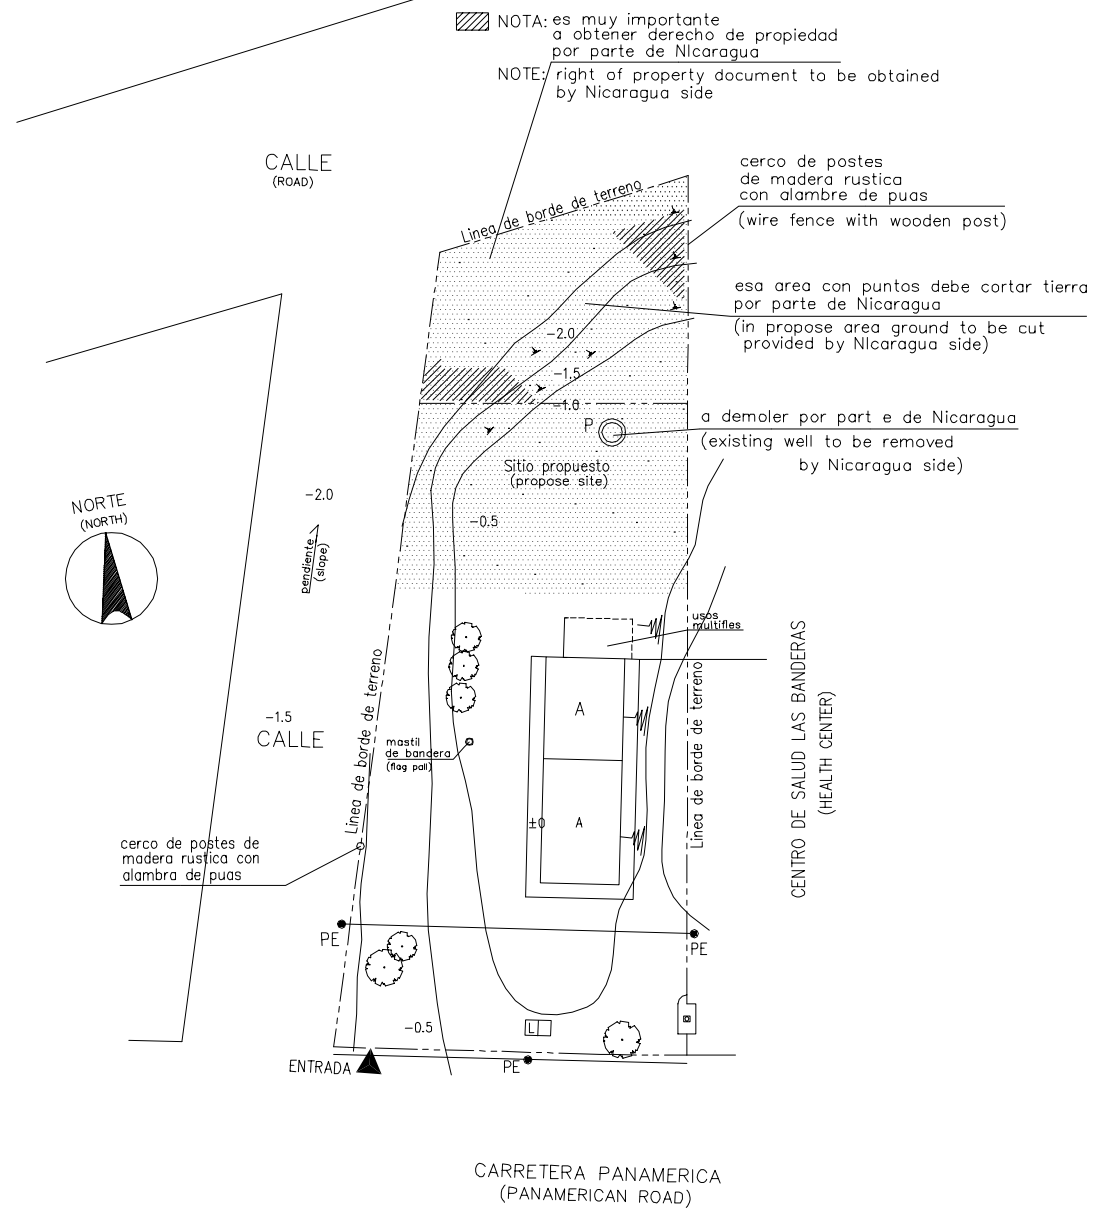 NOTA: es muy importante
a obtener derecho de propiedad
por parte de NIcaragua
NOTE: right of property document to be obtained
by Nicaragua side
CALLE
(ROAD)
cerco de postes
de madera rustica
con alambre de puas
(wire fence with wooden post)
Linea de borde de terreno
esa area con puntos debe cortar tierra
por parte de Nicaragua
(in propose area ground to be cut
provided by NIcaragua side)
-2.0
-1.5
-1.0
a demoler por part e de Nicaragua
(existing well to be removed
by Nicaragua side)
P
Sitio propuesto
(propose site)
-2.0
NORTE
(NORTH)
-0.5
pendiente
(slope)
usos
multifles
CENTRO DE SALUD LAS BANDERAS
(HEALTH CENTER)
Linea de borde de terreno
Linea de borde de terreno
A
-1.5
CALLE
mastil
de bandera
(flag pall)
±0
A
cerco de postes de
madera rustica con
alambra de puas
PE
PE
-0.5
L
ENTRADA
PE
CARRETERA PANAMERICA
(PANAMERICAN ROAD)